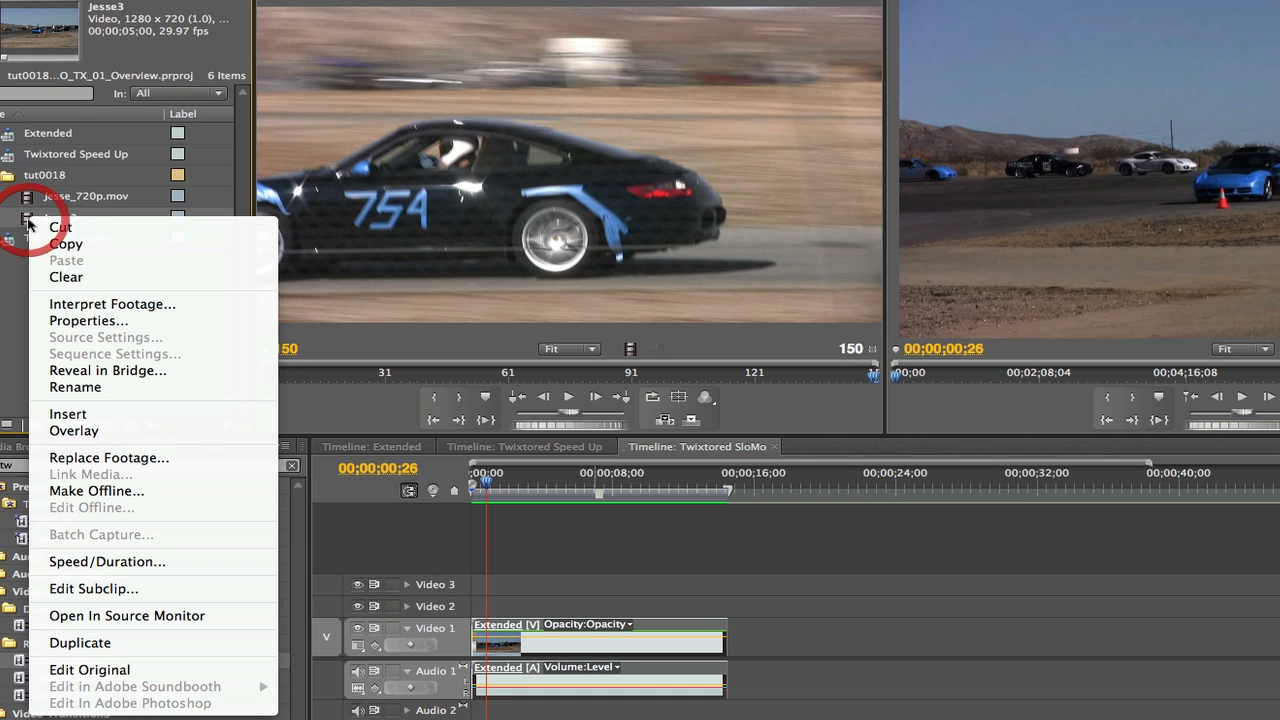 Jesse3
Video, 1280 x 720 (1.0), ...
00;00;05;00, 29.97 fps
tut0018...O_TX_01_Overview.prproj 6 Items
In: All
Label
Extended
Twixtored Speed Up
tut0018
Jesse_720p.mov
Cut
Copy
Paste
Clear
Interpret Footage...
Properties...
Source Settings...
Sequence Settings...
Reveal in Bridge...
Rename
Insert
Overlay
Replace Footage...
Link Media...
Make Offline...
Edit Offline...
Batch Capture...
Speed/Duration...
Edit Subclip...
Open In Source Monitor
Duplicate
Edit Original
Edit in Adobe Soundbooth
Edit In Adobe Photoshop
754
150 Fit 150
31 61 91 121
00;00;00;26 Fit
00;00 00;02;08;04 00;04;16;08
Timeline: Extended Timeline: Twixtored Speed Up Timeline: Twixtored SloMo ×
00;00;00;26
;00;00 00;00;08;00 00;00;16;00 00;00;24;00 00;00;32;00 00;00;40;00
Video 3
Video 2
V Video 1 Extended [V] Opacity:Opacity
Audio 1 Extended [A] Volume:Level
L
R
Audio 2
tw